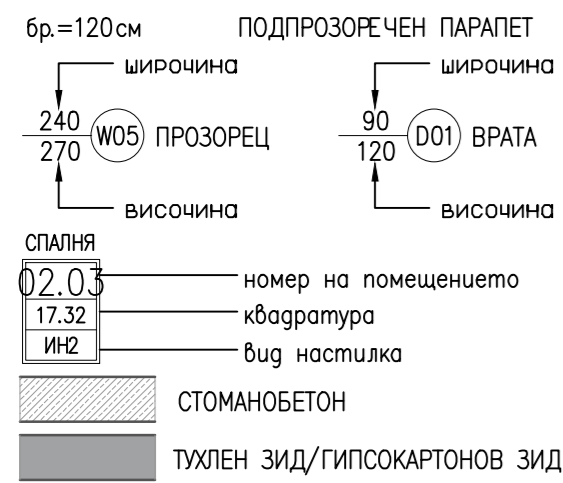 бр.=120см ПОДПРОЗОРЕЧЕН ПАРАПЕТ
широчина широчина
240 90
W05 ПРОЗОРЕЦ D01 ВРАТА
270 120
височина височина
СПАЛНЯ
02.03 номер на помещението
17.32 квадратура
ИН2 вид настилка
СТОМАНОБЕТОН
ТУХЛЕН ЗИД/ГИПСОКАРТОНОВ ЗИД